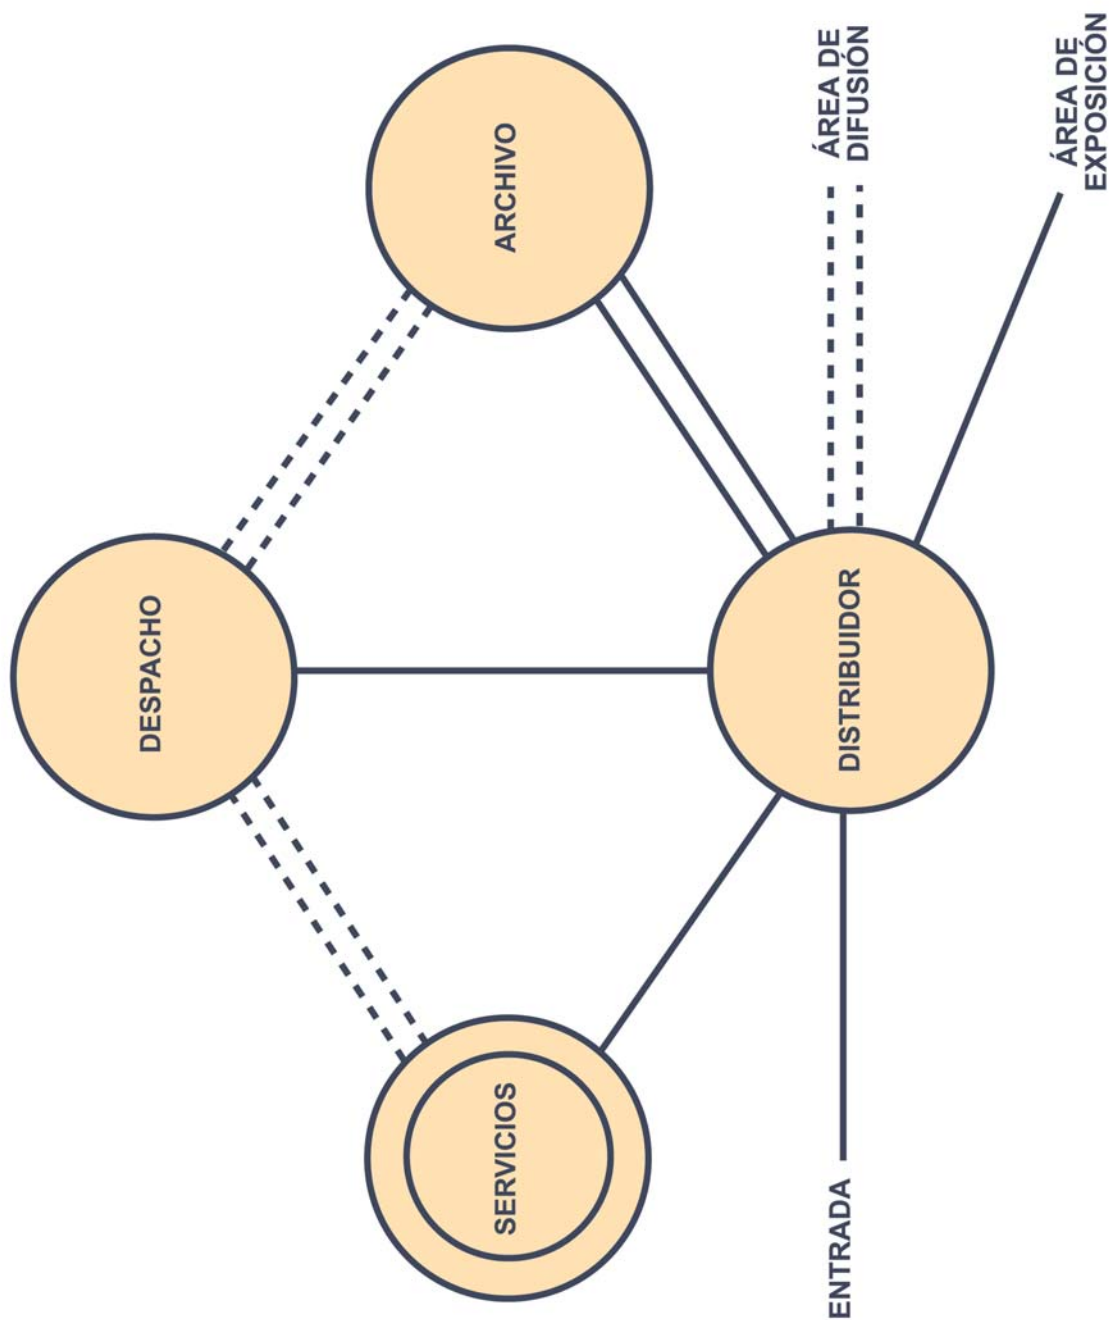 DESPACHO
SERVICIOS
ARCHIVO
DISTRIBUIDOR
ENTRADA
ÁREA DE
DIFUSIÓN
ÁREA DE
EXPOSICIÓN